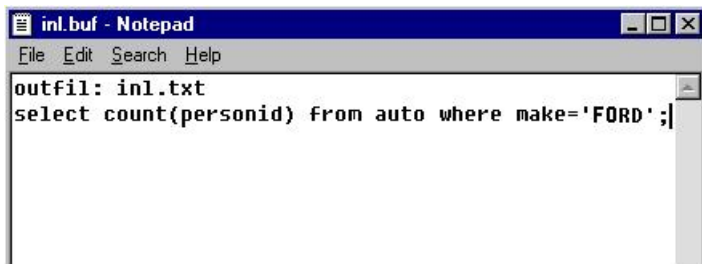 inl.buf - Notepad
File Edit Search Help
outfil: inl.txt
select count(personid) from auto where make='FORD';